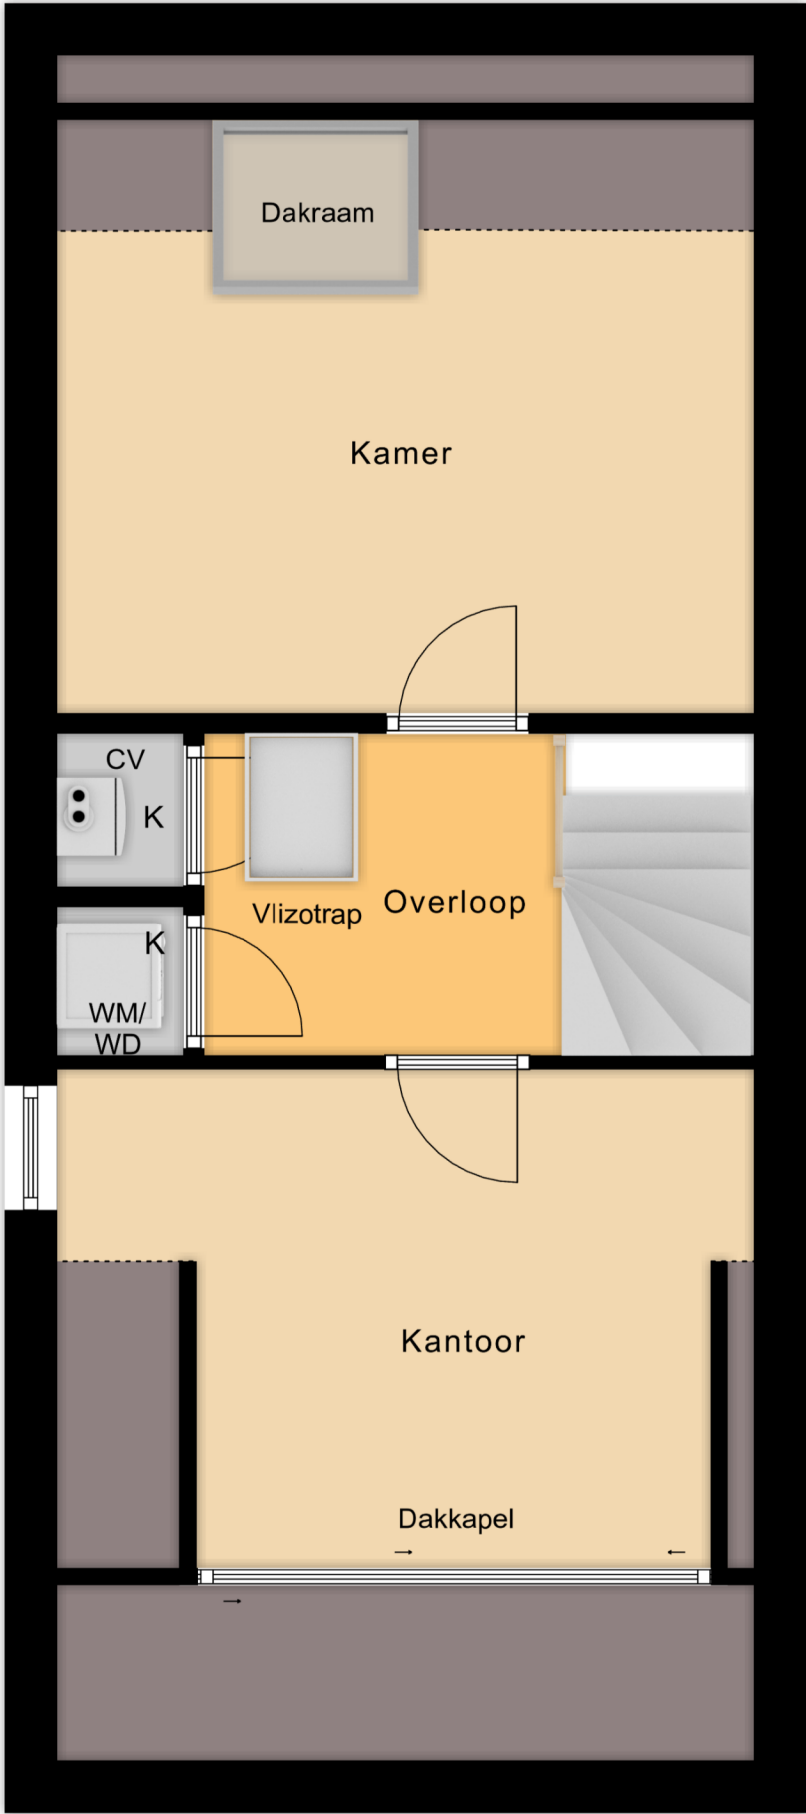 Dakraam
Kamer
CV
K
Vlizotrap
Overloop
K
WM/
WD
Kantoor
Dakkapel